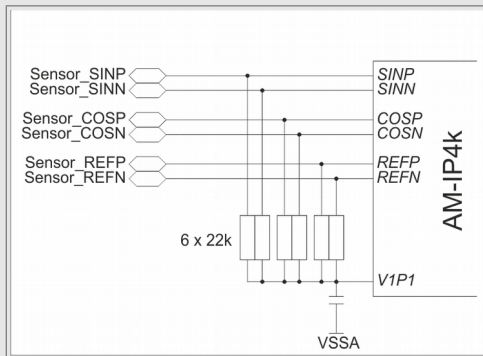 Sensor_SINP SINP
Sensor_SINN SINN
Sensor_COSP COSP
Sensor_COSN COSN
Sensor_REFP REFP
Sensor_REFN REFN
AM-IP4k
6 x 22k
V1P1
VSSA